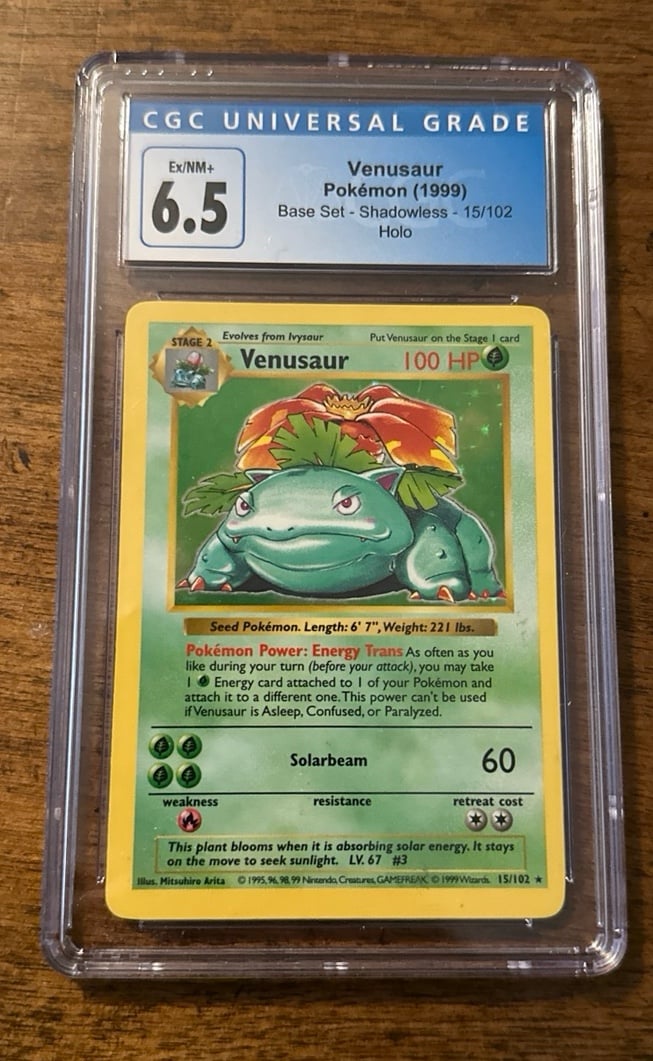 CGC UNIVERSAL GRADE
Ex/NM+
6.5
Venusaur
Pokémon (1999)
Base Set - Shadowless - 15/102
Holo
STAGE 2
Evolves from Ivysaur
Put Venusaur on the Stage 1 card
Venusaur
100 HP
Seed Pokémon. Length: 6' 7", Weight: 221 lbs.
Pokémon Power: Energy Trans As often as you
like during your turn (before your attack), you may take
1 Energy card attached to 1 of your Pokémon and
attach it to a different one. This power can't be used
if Venusaur is Asleep, Confused, or Paralyzed.
Solarbeam 60
weakness resistance retreat cost
This plant blooms when it is absorbing solar energy. It stays
on the move to seek sunlight. LV. 67 #3
Illus. Mitsuhiro Arita © 1995, 96, 98, 99 Nintendo, Creatures, GAMEFREAK. © 1999 Wizards. 15/102 ★